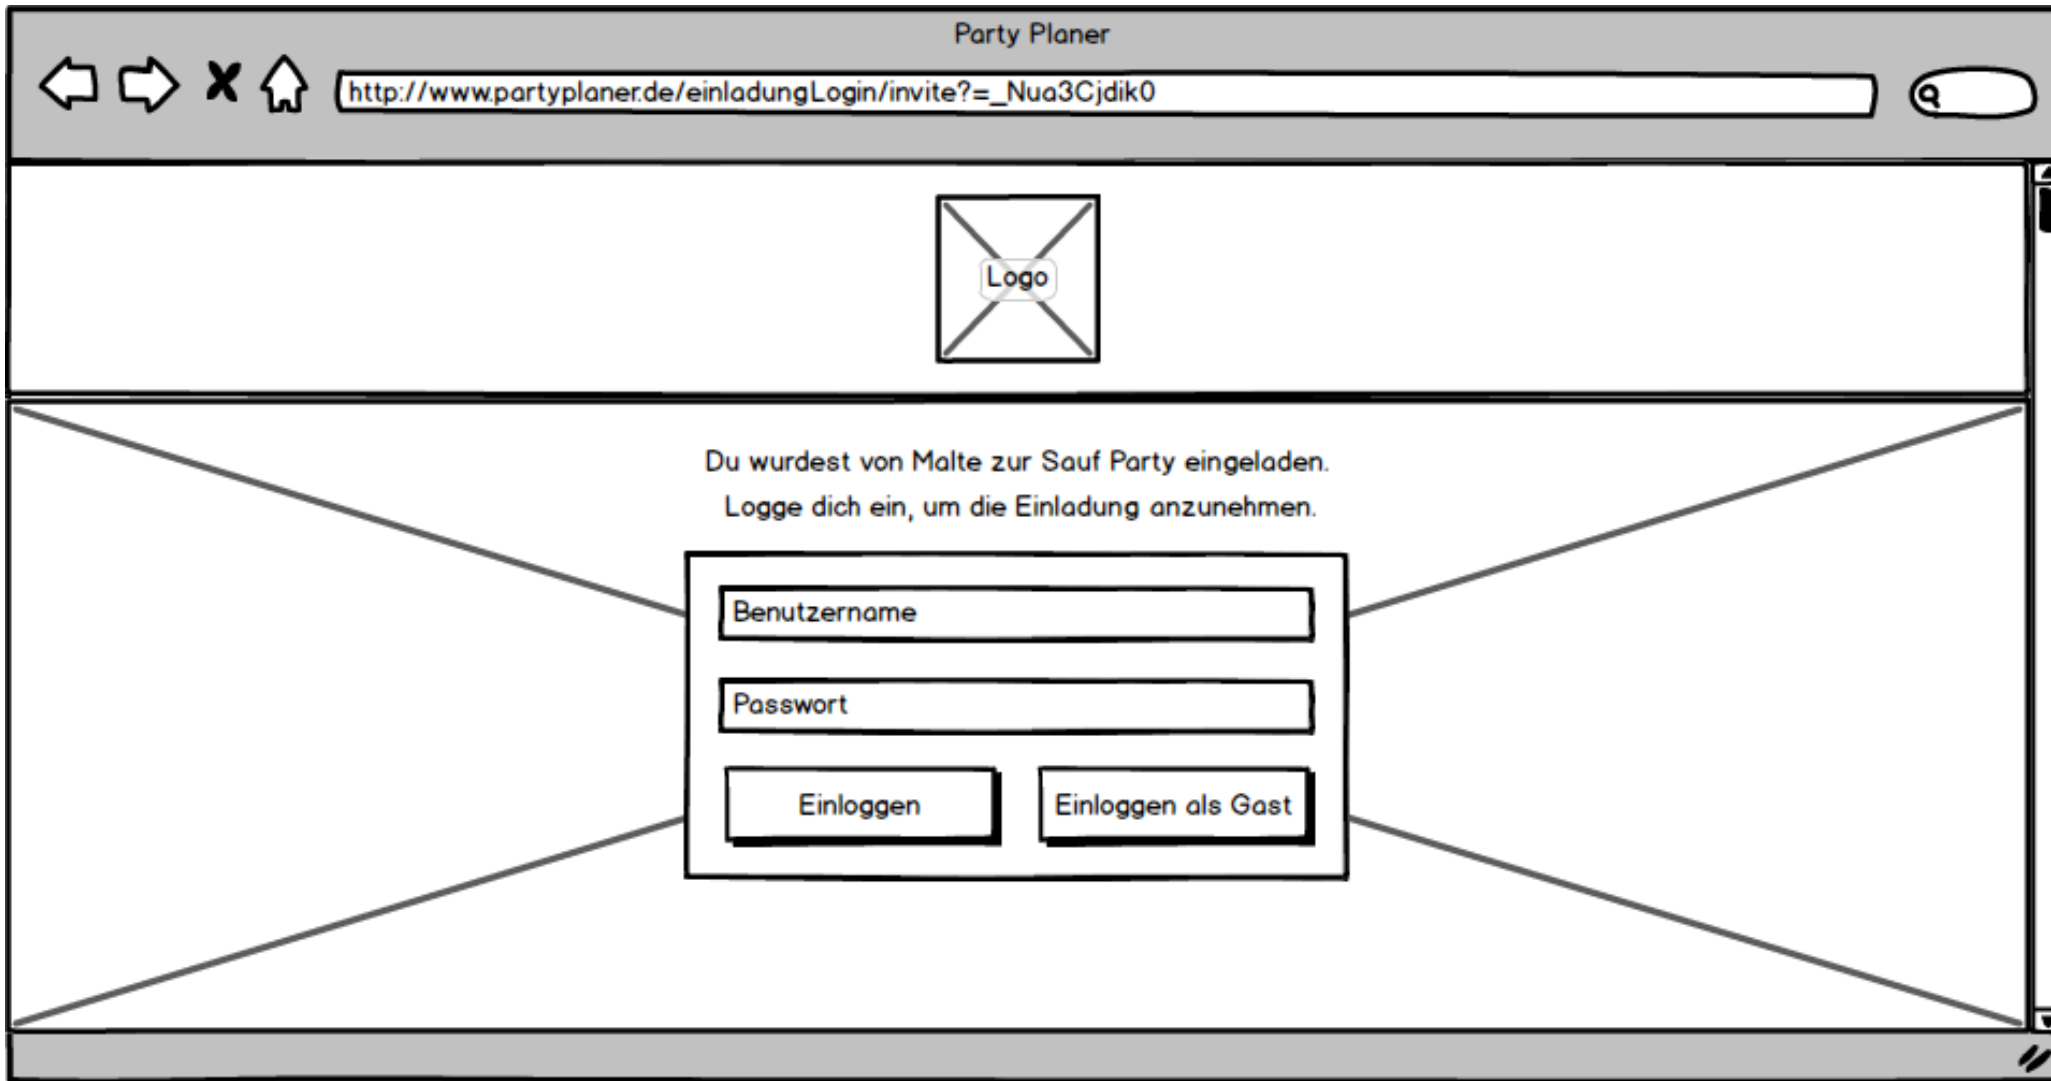 Party Planer
http://www.partyplaner.de/einladungLogin/invite?=_Nua3Cjdik0
Logo
Du wurdest von Malte zur Sauf Party eingeladen.
Logge dich ein, um die Einladung anzunehmen.
Benutzername
Passwort
Einloggen
Einloggen als Gast